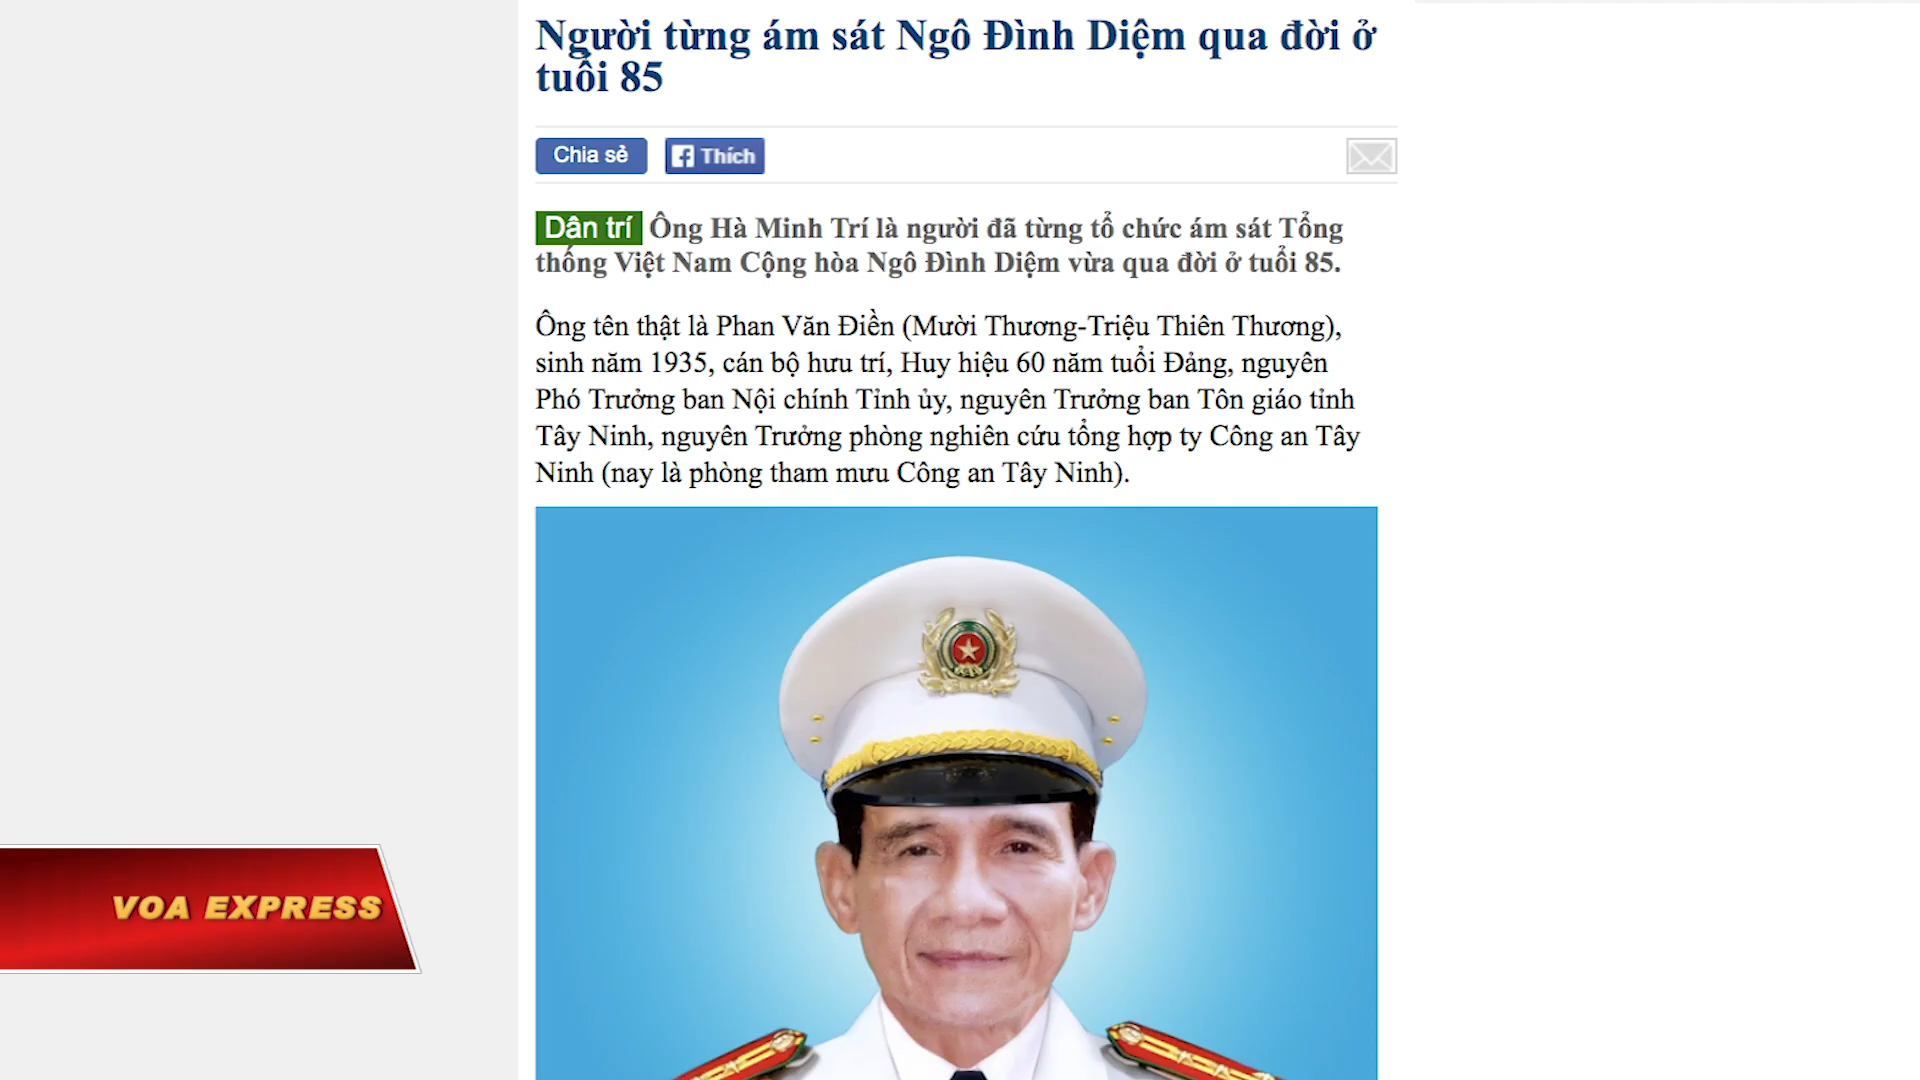 Người từng ám sát Ngô Đình Diệm qua đời ở
tuổi 85
Chia sẻ
Thích
Dân trí Ông Hà Minh Trí là người đã từng tổ chức ám sát Tổng
thống Việt Nam Cộng hòa Ngô Đình Diệm vừa qua đời ở tuổi 85.
Ông tên thật là Phan Văn Điền (Mười Thương-Triệu Thiên Thương),
sinh năm 1935, cán bộ hưu trí, Huy hiệu 60 năm tuổi Đảng, nguyên
Phó Trưởng ban Nội chính Tỉnh ủy, nguyên Trưởng ban Tôn giáo tỉnh
Tây Ninh, nguyên Trưởng phòng nghiên cứu tổng hợp ty Công an Tây
Ninh (nay là phòng tham mưu Công an Tây Ninh).
VOA EXPRESS